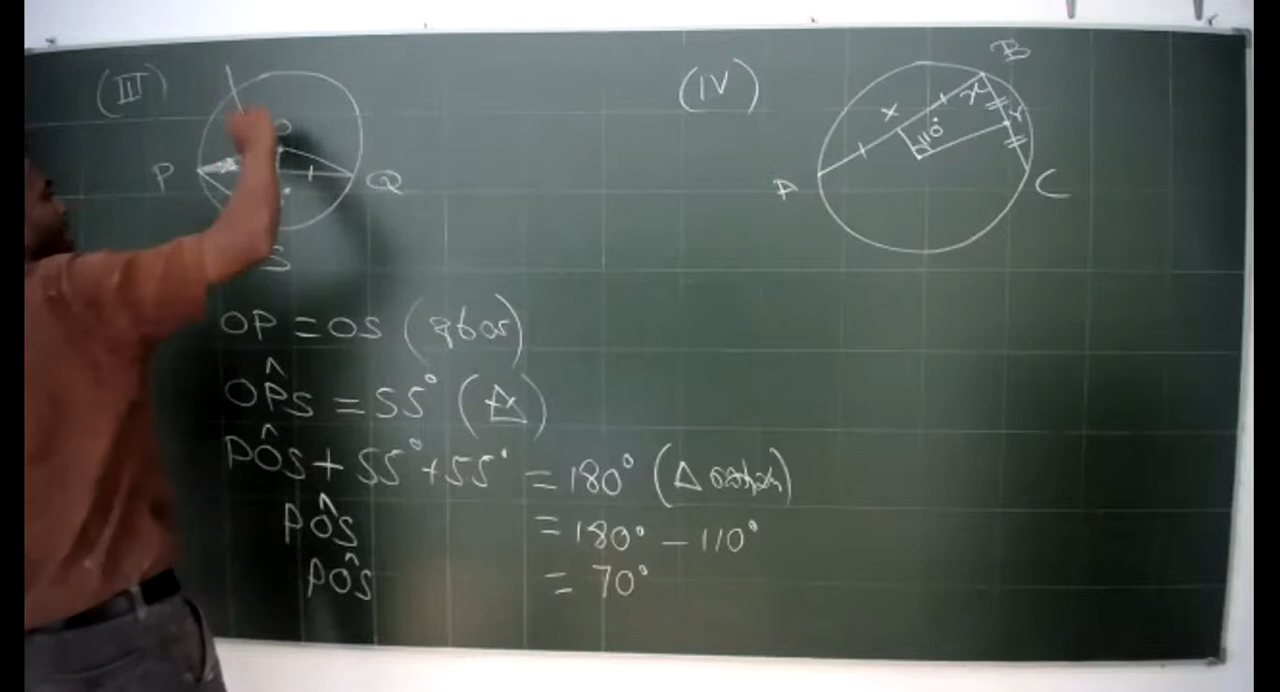 (III)
O
P
Q
S
(IV)
B
X
x
Y
110°
A
C
OP = OS
OP̂S = 55° (Δ)
PÔS + 55° + 55° = 180° (Δ
PÔS = 180° - 110°
PÔS = 70°